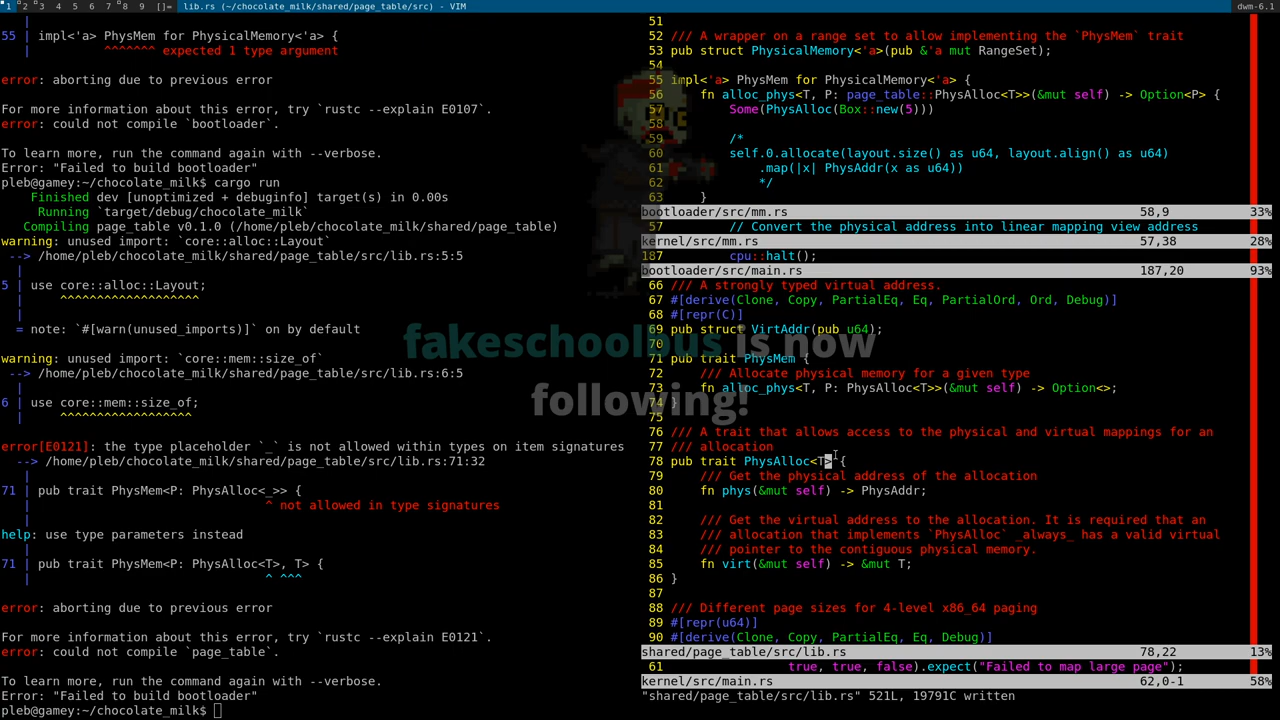 1 2 3 4 5 6 7 8 9 []= lib.rs (~/chocolate_milk/shared/page_table/src) - VIM dwm-6.1
|
55 | impl<'a> PhysMem for PhysicalMemory<'a> {
| ^^^^^^^ expected 1 type argument
error: aborting due to previous error
For more information about this error, try `rustc --explain E0107`.
error: could not compile `bootloader`.
To learn more, run the command again with --verbose.
Error: "Failed to build bootloader"
pleb@gamey:~/chocolate_milk$ cargo run
Finished dev [unoptimized + debuginfo] target(s) in 0.00s
Running `target/debug/chocolate_milk`
Compiling page_table v0.1.0 (/home/pleb/chocolate_milk/shared/page_table)
warning: unused import: `core::alloc::Layout`
--> /home/pleb/chocolate_milk/shared/page_table/src/lib.rs:5:5
|
5 | use core::alloc::Layout;
| ^^^^^^^^^^^^^^^^^^^
|
= note: `#[warn(unused_imports)]` on by default
warning: unused import: `core::mem::size_of`
--> /home/pleb/chocolate_milk/shared/page_table/src/lib.rs:6:5
|
6 | use core::mem::size_of;
| ^^^^^^^^^^^^^^^^^^
error[E0121]: the type placeholder `_` is not allowed within types on item signatures
--> /home/pleb/chocolate_milk/shared/page_table/src/lib.rs:71:32
|
71 | pub trait PhysMem<P: PhysAlloc<_>> {
| ^ not allowed in type signatures
|
help: use type parameters instead
|
71 | pub trait PhysMem<P: PhysAlloc<T>, T> {
| ^ ^^^
error: aborting due to previous error
For more information about this error, try `rustc --explain E0121`.
error: could not compile `page_table`.
To learn more, run the command again with --verbose.
Error: "Failed to build bootloader"
pleb@gamey:~/chocolate_milk$
51
52 /// A wrapper on a range set to allow implementing the `PhysMem` trait
53 pub struct PhysicalMemory<'a>(pub &'a mut RangeSet);
54
55 impl<'a> PhysMem for PhysicalMemory<'a> {
56 fn alloc_phys<T, P: page_table::PhysAlloc<T>>(&mut self) -> Option<P> {
57 Some(PhysAlloc(Box::new(5)))
58
59 /*
60 self.0.allocate(layout.size() as u64, layout.align() as u64)
61 .map(|x| PhysAddr(x as u64))
62 */
63 }
bootloader/src/mm.rs 58,9 33%
57 // Convert the physical address into linear mapping view address
kernel/src/mm.rs 57,38 28%
187 cpu::halt();
bootloader/src/main.rs 187,20 93%
66 /// A strongly typed virtual address.
67 #[derive(Clone, Copy, PartialEq, Eq, PartialOrd, Ord, Debug)]
68 #[repr(C)]
69 pub struct VirtAddr(pub u64);
70
71 pub trait PhysMem {
72 /// Allocate physical memory for a given type
73 fn alloc_phys<T, P: PhysAlloc<T>>(&mut self) -> Option<>;
74 }
75
76 /// A trait that allows access to the physical and virtual mappings for an
77 /// allocation
78 pub trait PhysAlloc<T> {
79 /// Get the physical address of the allocation
80 fn phys(&mut self) -> PhysAddr;
81
82 /// Get the virtual address to the allocation. It is required that an
83 /// allocation that implements `PhysAlloc` _always_ has a valid virtual
84 /// pointer to the contiguous physical memory.
85 fn virt(&mut self) -> &mut T;
86 }
87
88 /// Different page sizes for 4-level x86_64 paging
89 #[repr(u64)]
90 #[derive(Clone, Copy, PartialEq, Eq, Debug)]
shared/page_table/src/lib.rs 78,22 13%
61 true, true, false).expect("Failed to map large page");
kernel/src/main.rs 62,0-1 58%
"shared/page_table/src/lib.rs" 521L, 19791C written
fakeschoolbus is now
following!